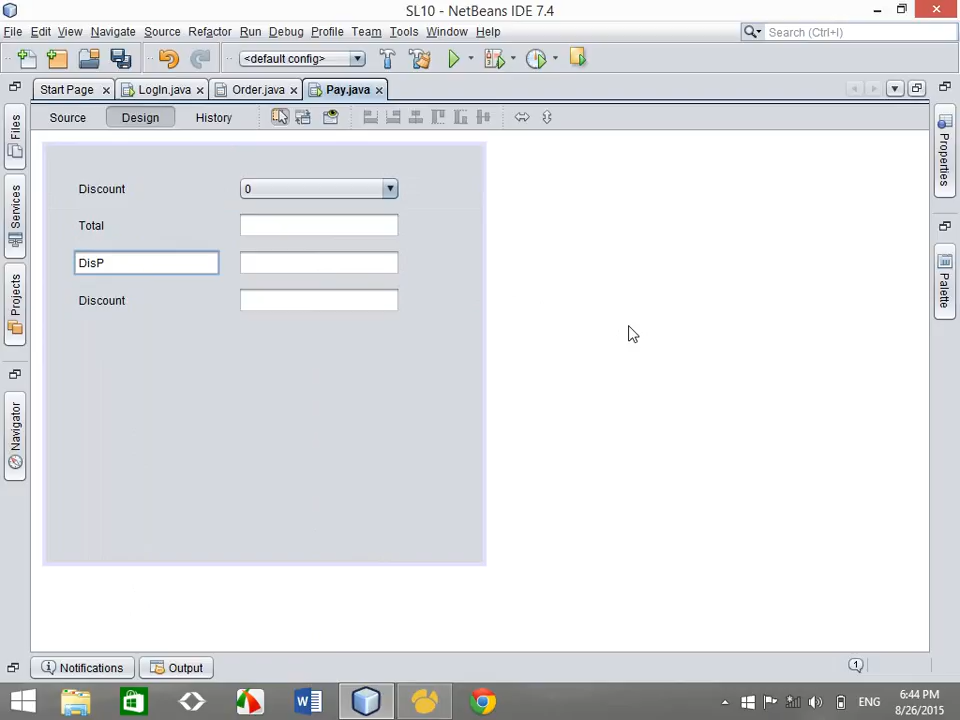 SL10 - NetBeans IDE 7.4
File Edit View Navigate Source Refactor Run Debug Profile Team Tools Window Help
Search (Ctrl+I)
<default config>
Start Page
LogIn.java
Order.java
Pay.java
Source Design History
Files
Services
Projects
Navigator
Properties
Palette
Discount 0
Total
DisP
Discount
Notifications Output
1
ENG
6:44 PM
8/26/2015